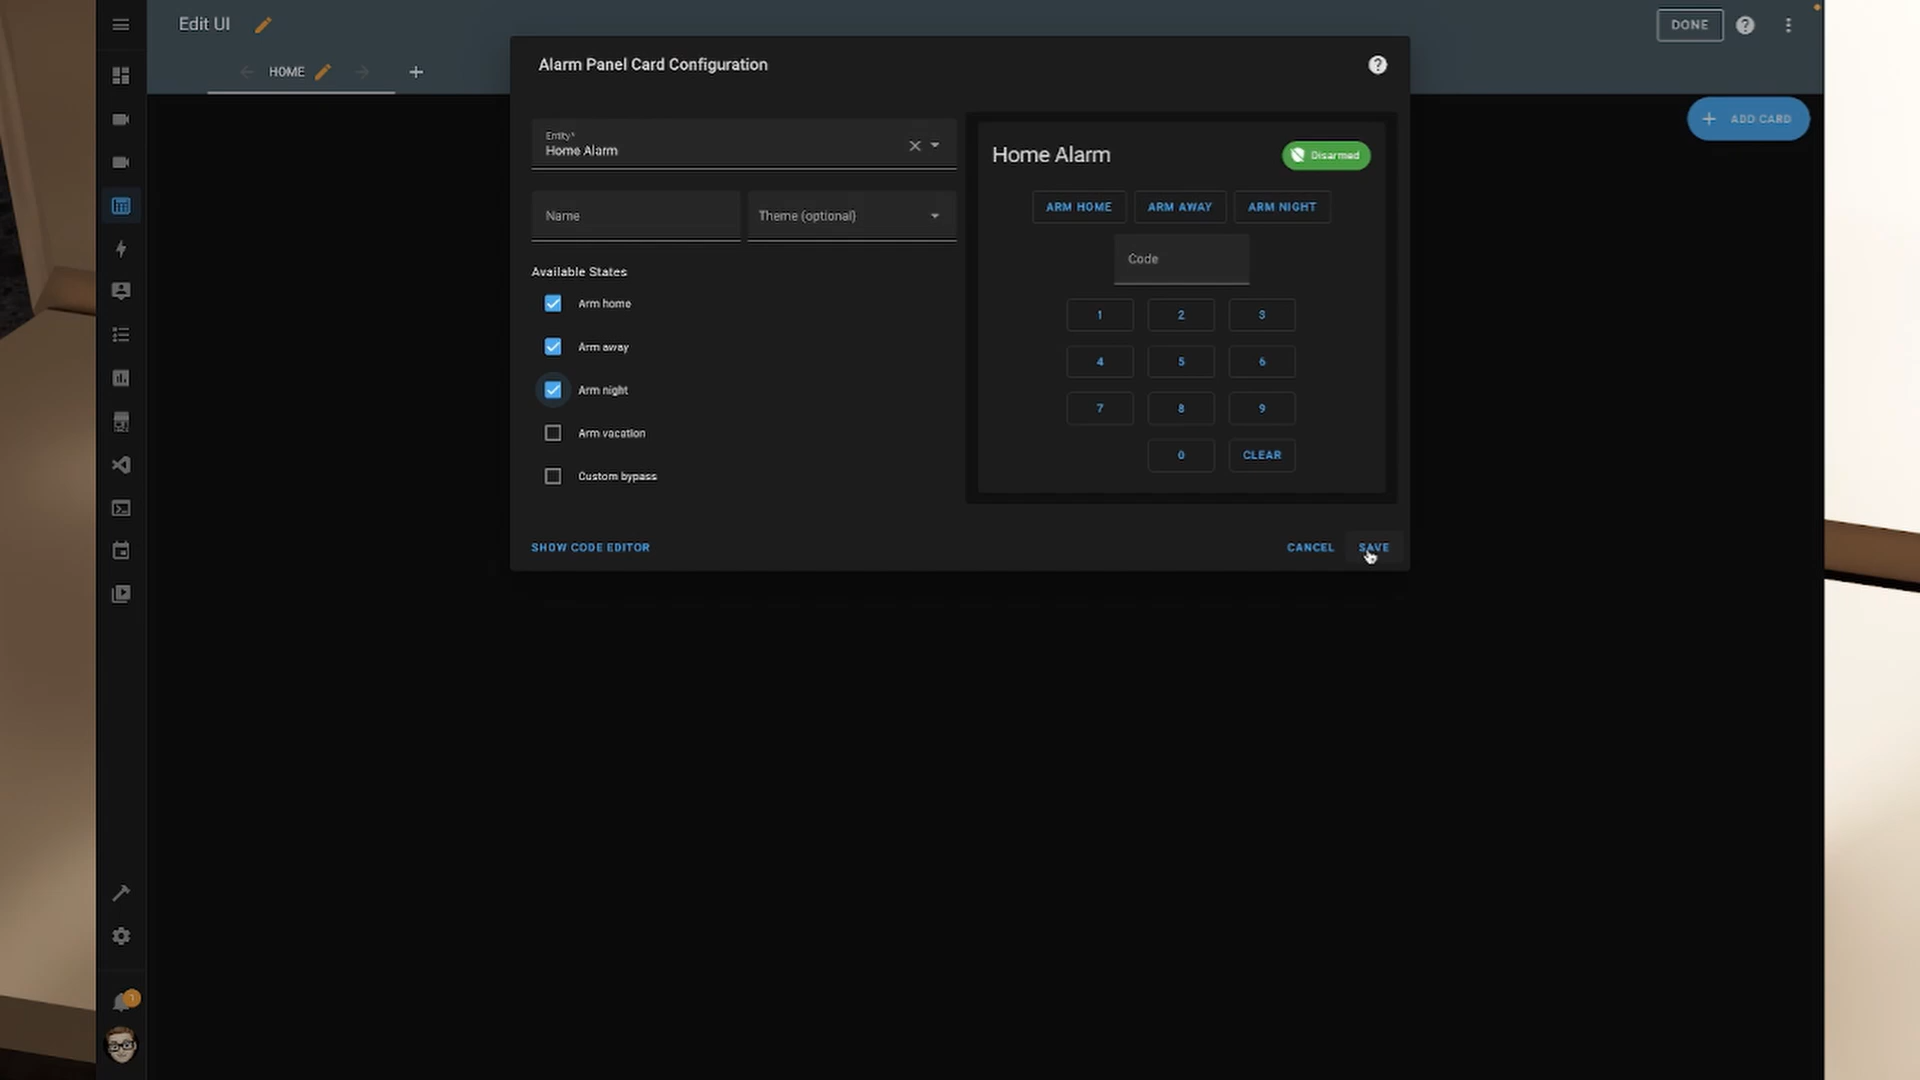 Edit UI
DONE
HOME
ADD CARD
Alarm Panel Card Configuration
Entity*
Home Alarm
Name
Theme (optional)
Available States
Arm home
Arm away
Arm night
Arm vacation
Custom bypass
Home Alarm
Disarmed
ARM HOME
ARM AWAY
ARM NIGHT
Code
1 2 3
4 5 6
7 8 9
0 CLEAR
SHOW CODE EDITOR
CANCEL
SAVE
1